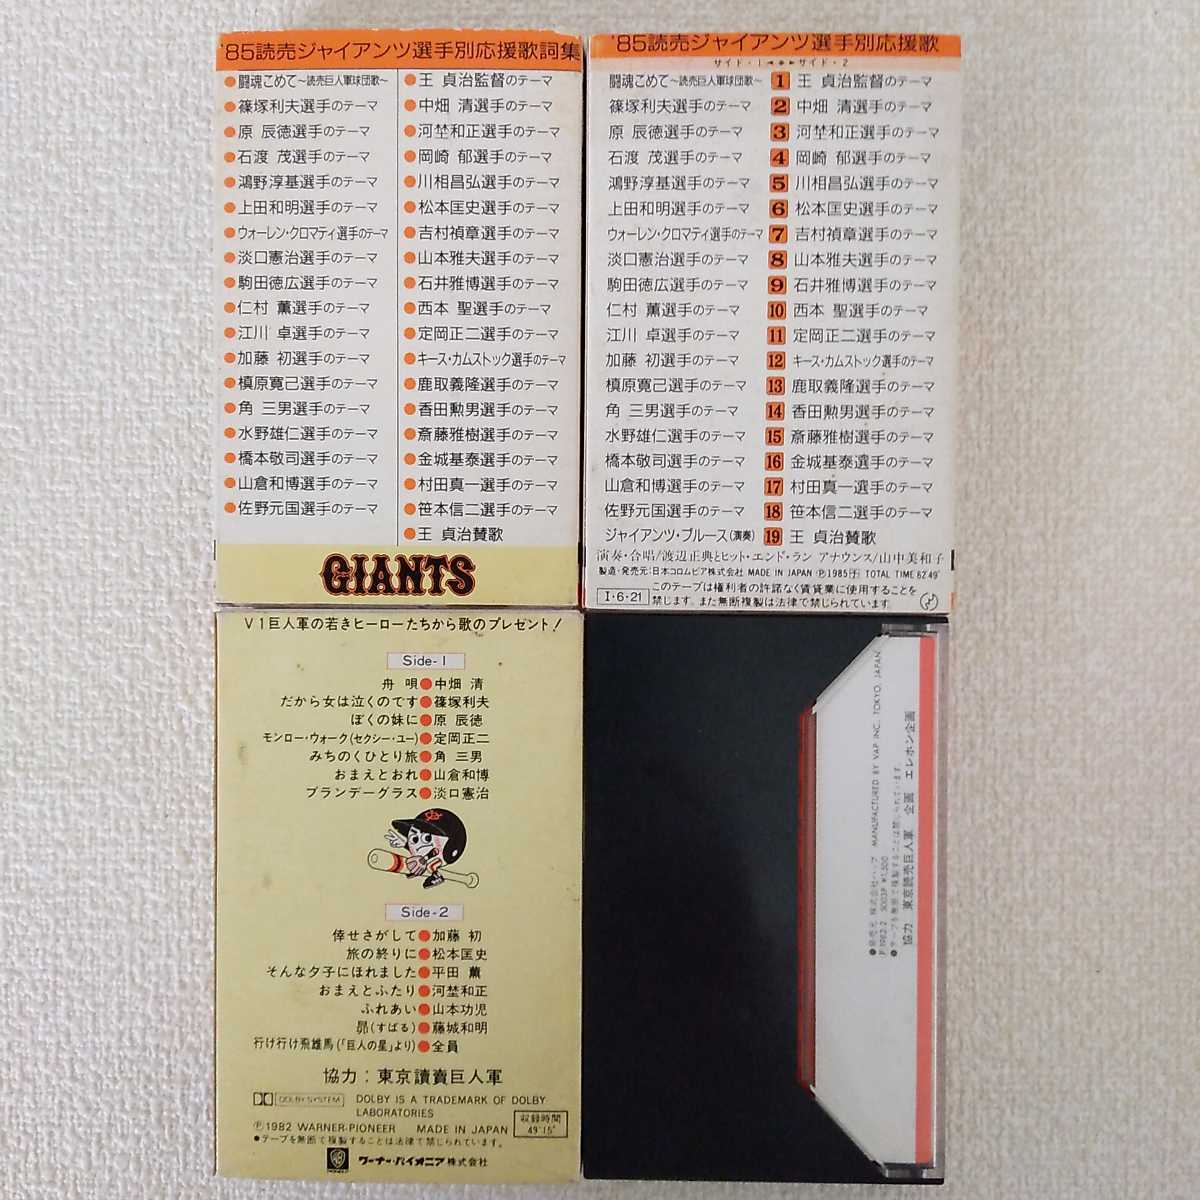 '85読売ジャイアンツ選手別応援歌詞集
●闘魂こめて〜読売巨人軍球団歌〜
●篠塚利夫選手のテーマ
●原 辰徳選手のテーマ
●石渡 茂選手のテーマ
●鴻野淳基選手のテーマ
●上田和明選手のテーマ
●ウォーレン・クロマティ選手のテーマ
●淡口憲治選手のテーマ
●駒田徳広選手のテーマ
●仁村 薫選手のテーマ
●江川 卓選手のテーマ
●加藤 初選手のテーマ
●槙原寛己選手のテーマ
●角 三男選手のテーマ
●水野雄仁選手のテーマ
●橋本敬司選手のテーマ
●山倉和博選手のテーマ
●佐野元国選手のテーマ
●王 貞治監督のテーマ
●中畑 清選手のテーマ
●河埜和正選手のテーマ
●岡崎 郁選手のテーマ
●川相昌弘選手のテーマ
●松本匡史選手のテーマ
●吉村禎章選手のテーマ
●山本雅夫選手のテーマ
●石井雅博選手のテーマ
●西本 聖選手のテーマ
●定岡正二選手のテーマ
●キース・カムストック選手のテーマ
●鹿取義隆選手のテーマ
●香田勲男選手のテーマ
●斎藤雅樹選手のテーマ
●金城基泰選手のテーマ
●村田真一選手のテーマ
●笹本信二選手のテーマ
●王 貞治賛歌
GIANTS
'85読売ジャイアンツ選手別応援歌
サイド・1◀◆▶サイド・2
闘魂こめて〜読売巨人軍球団歌〜 1 王 貞治監督のテーマ
篠塚利夫選手のテーマ 2 中畑 清選手のテーマ
原 辰徳選手のテーマ 3 河埜和正選手のテーマ
石渡 茂選手のテーマ 4 岡崎 郁選手のテーマ
鴻野淳基選手のテーマ 5 川相昌弘選手のテーマ
上田和明選手のテーマ 6 松本匡史選手のテーマ
ウォーレン・クロマティ選手のテーマ 7 吉村禎章選手のテーマ
淡口憲治選手のテーマ 8 山本雅夫選手のテーマ
駒田徳広選手のテーマ 9 石井雅博選手のテーマ
仁村 薫選手のテーマ 10 西本 聖選手のテーマ
江川 卓選手のテーマ 11 定岡正二選手のテーマ
加藤 初選手のテーマ 12 キース・カムストック選手のテーマ
槙原寛己選手のテーマ 13 鹿取義隆選手のテーマ
角 三男選手のテーマ 14 香田勲男選手のテーマ
水野雄仁選手のテーマ 15 斎藤雅樹選手のテーマ
橋本敬司選手のテーマ 16 金城基泰選手のテーマ
山倉和博選手のテーマ 17 村田真一選手のテーマ
佐野元国選手のテーマ 18 笹本信二選手のテーマ
ジャイアンツ・ブルース(演奏) 19 王 貞治賛歌
演奏・合唱/渡辺正典とヒット・エンド・ラン アナウンス/山中美和子
製造・発売元:日本コロムビア株式会社 MADE IN JAPAN Ⓟ1985 TOTAL TIME 62'49"
I・6・21 このテープは権利者の許諾なく賃貸業に使用することを
禁じます。また無断複製は法律で禁じられています。
V1巨人軍の若きヒーローたちから歌のプレゼント!
Side-1
舟 唄●中畑 清
だから女は泣くのです●篠塚利夫
ぼくの妹に●原 辰徳
モンロー・ウォーク(セクシー・ユー)●定岡正二
みちのくひとり旅●角 三男
おまえとおれ●山倉和博
ブランデーグラス●淡口憲治
Side-2
倖せさがして●加藤 初
旅の終りに●松本匡史
そんな夕子にほれました●平田 薫
おまえとふたり●河埜和正
ふれあい●山本功児
昴(すばる)●藤城和明
行け行け飛雄馬(「巨人の星」より)●全員
協力:東京讀賣巨人軍
DOLBY SYSTEM DOLBY IS A TRADEMARK OF DOLBY
LABORATORIES
Ⓟ1982 WARNER-PIONEER MADE IN JAPAN
収録時間
49'15"
●テープを無断で複製することは法律で禁じられています。
ワーナー・パイオニア株式会社
●発売元 株式会社バップ MANUFACTURED BY VAP INC., TOKYO, JAPAN
●テープを無断で複製することは禁じられています。
協力 東京読売巨人軍 企画 エレホン企画